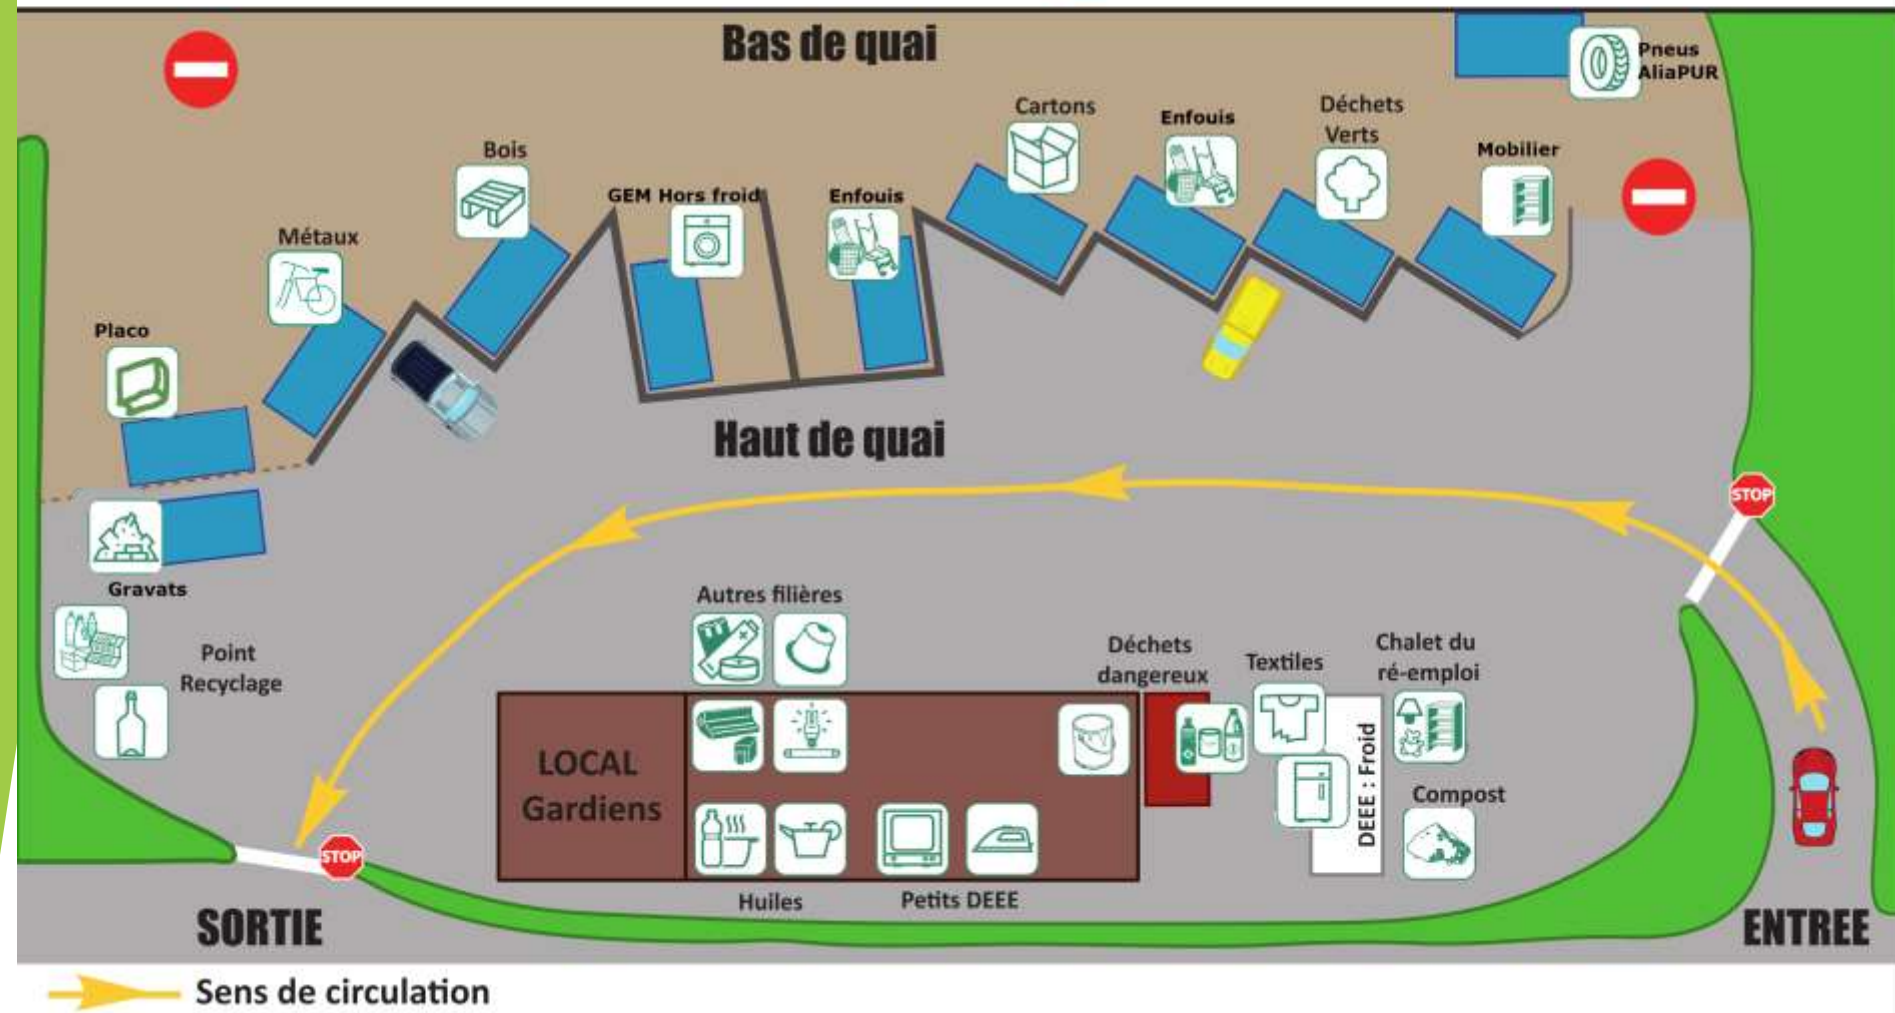 Bas de quai
Pneus
AliaPUR
Cartons
Enfouis
Déchets
Verts
Mobilier
Bois
GEM Hors froid
Enfouis
Métaux
Placo
Haut de quai
STOP
Gravats
Point
Recyclage
Autres filières
Déchets
dangereux
Textiles
Chalet du
ré-emploi
LOCAL
Gardiens
DEEE : Froid
Compost
STOP
Huiles
Petits DEEE
SORTIE
ENTREE
Sens de circulation